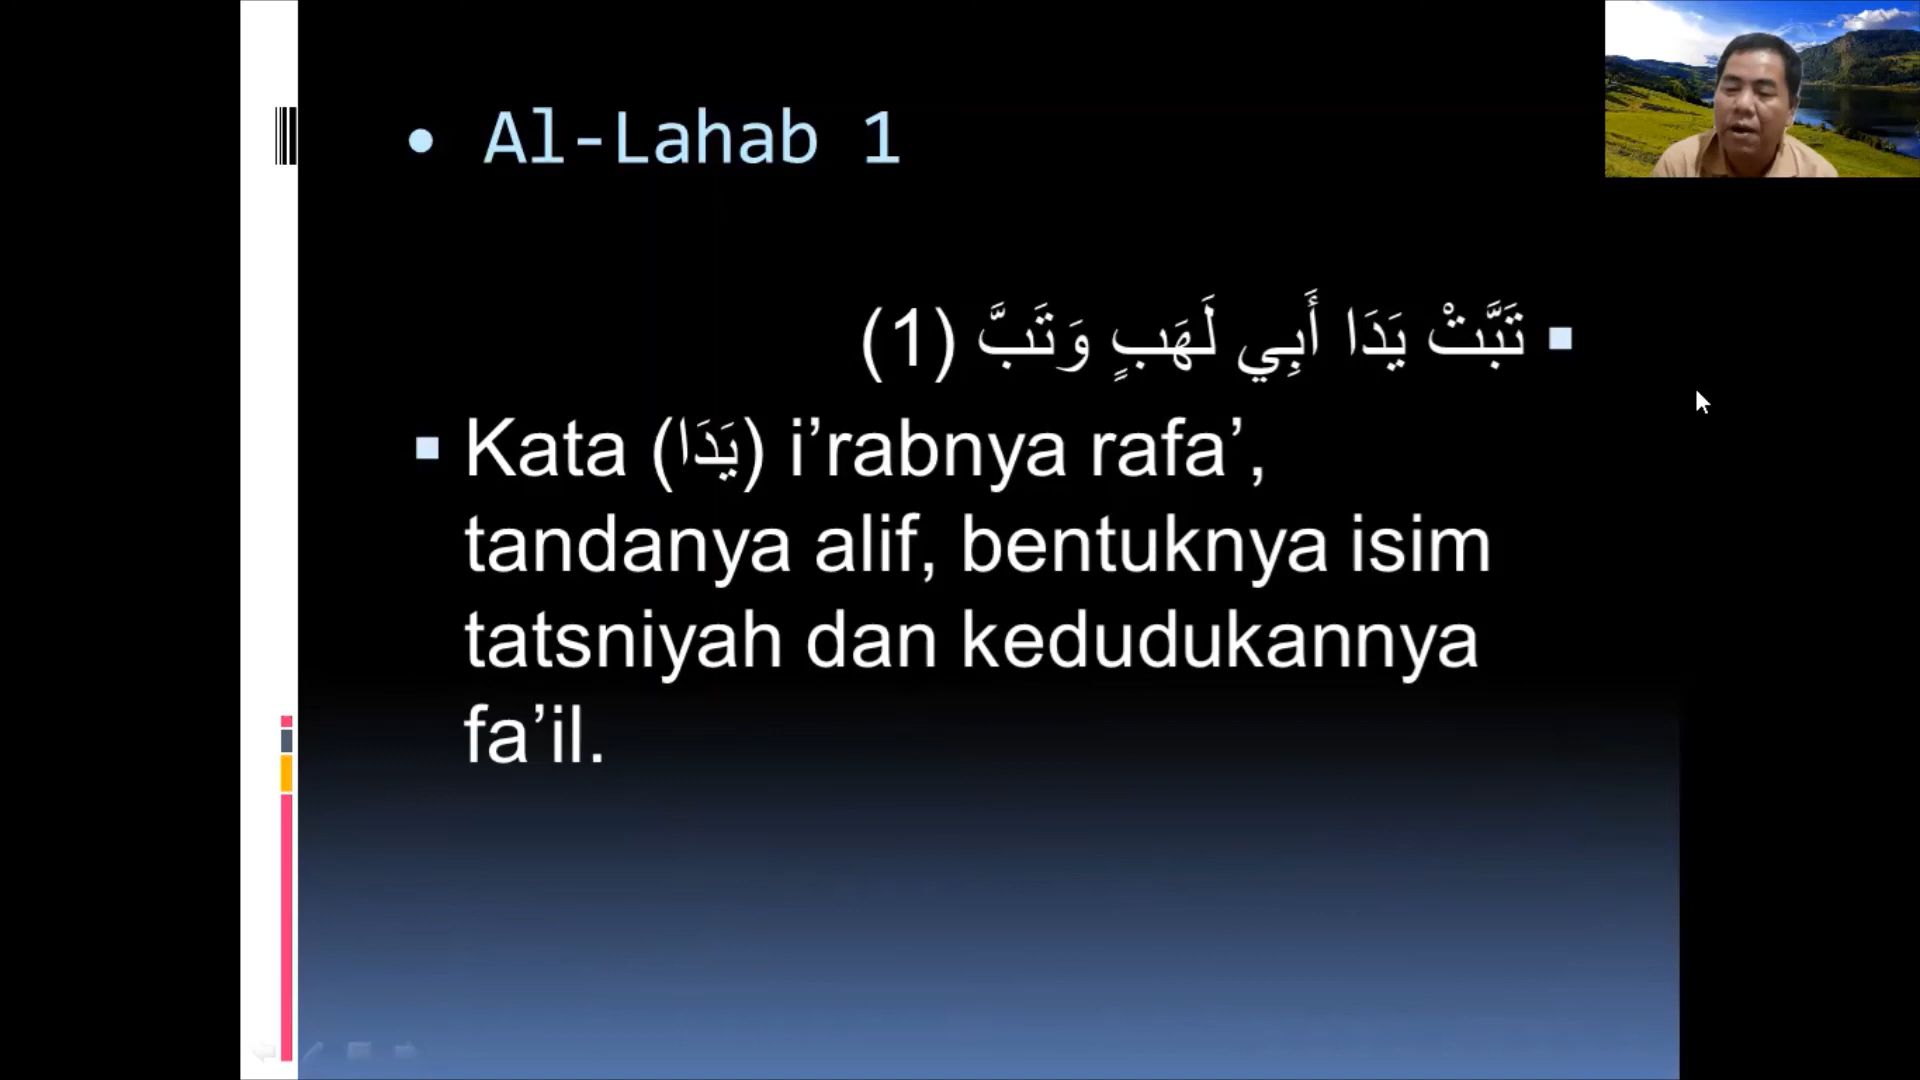 • Al-Lahab 1
▪ تَبَّتْ يَدَا أَبِي لَهَبٍ وَتَبَّ (1)
▪ Kata (يَدَا) i’rabnya rafa’,
tandanya alif, bentuknya isim
tatsniyah dan kedudukannya
fa’il.